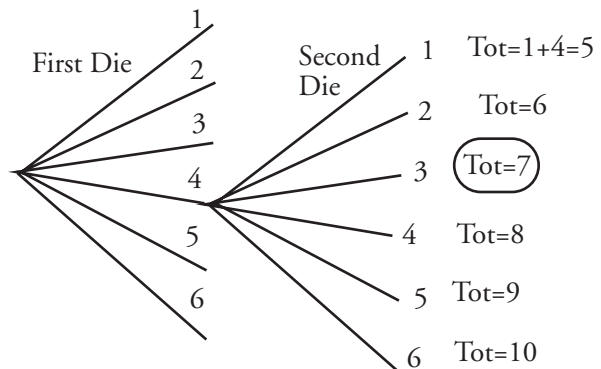 1
First Die
2
3
4
5
6
Second
Die
1 Tot=1+4=5
2 Tot=6
3 Tot=7
4 Tot=8
5 Tot=9
6 Tot=10